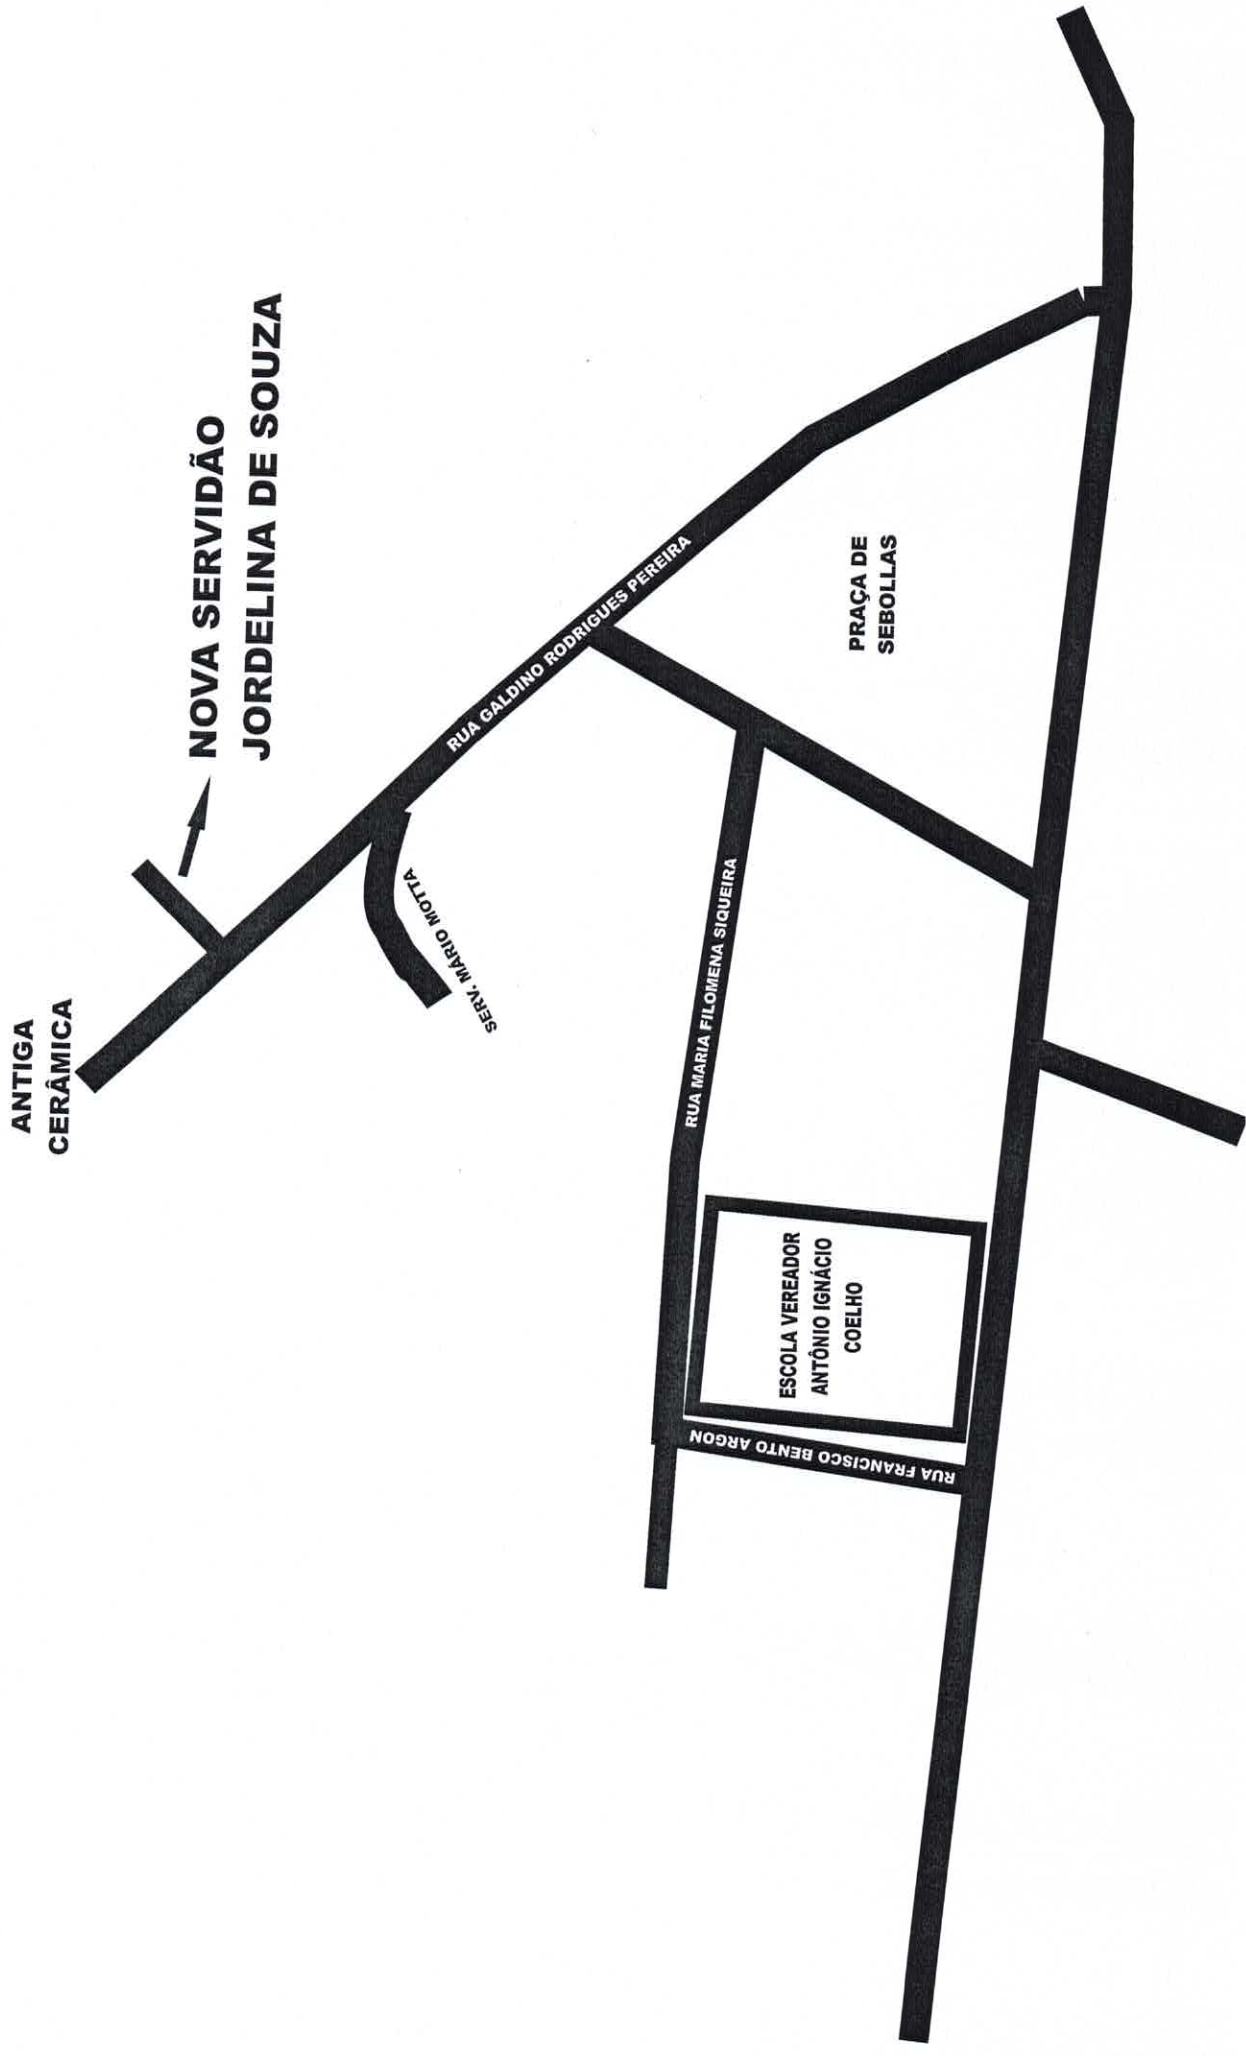 ANTIGA
CERÂMICA
NOVA SERVIDÃO
JORDELINA DE SOUZA
SERV. MÁRIO MOTTA
RUA GALDINO RODRIGUES PEREIRA
RUA MARIA FILOMENA SIQUEIRA
PRAÇA DE
SEBOLLAS
ESCOLA VEREADOR
ANTÔNIO IGNÁCIO
COELHO
RUA FRANCISCO BENTO ARGON